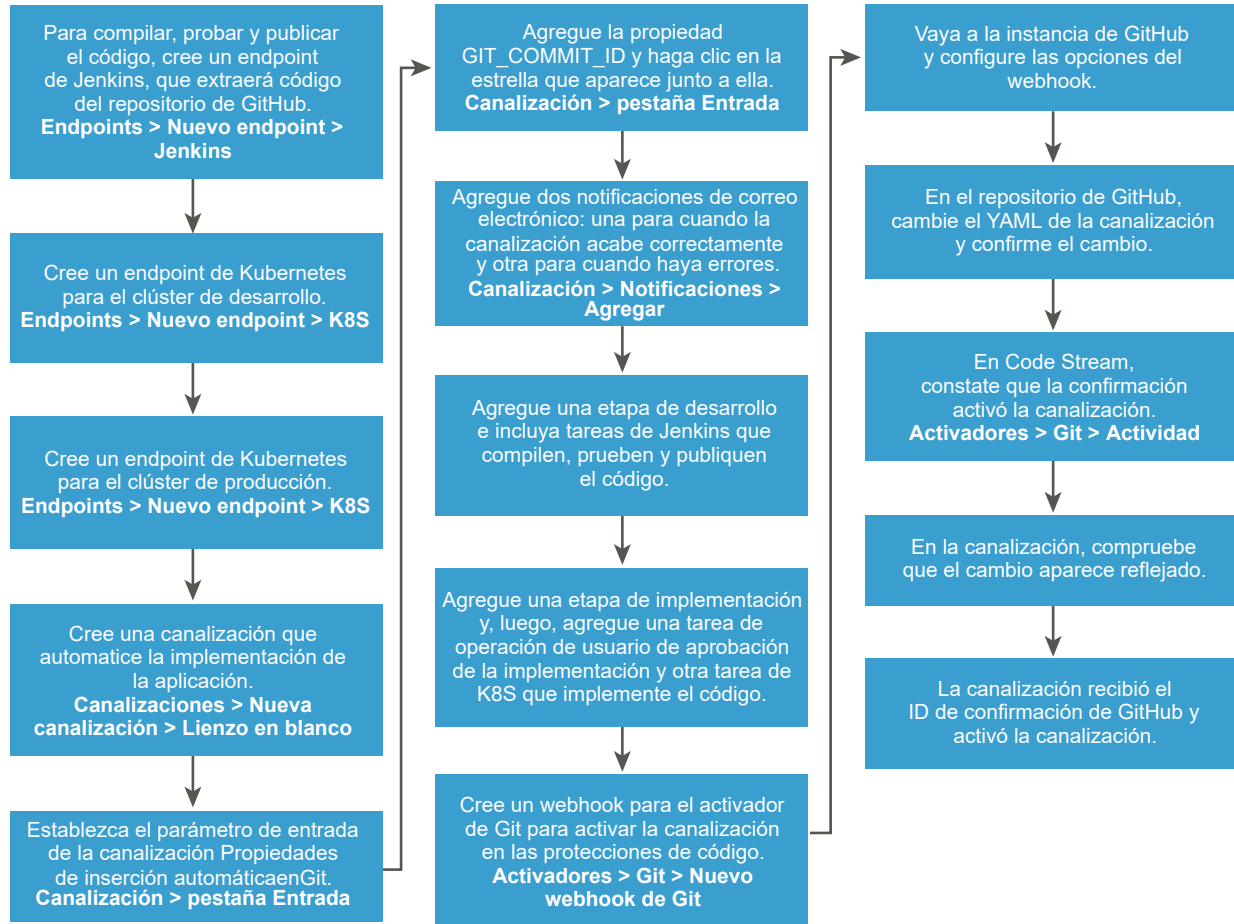 Para compilar, probar y publicar
el código, cree un endpoint
de Jenkins, que extraerá código
del repositorio de GitHub.
Endpoints > Nuevo endpoint >
Jenkins
Cree un endpoint de Kubernetes
para el clúster de desarrollo.
Endpoints > Nuevo endpoint > K8S
Cree un endpoint de Kubernetes
para el clúster de producción.
Endpoints > Nuevo endpoint > K8S
Cree una canalización que
automatice la implementación de
la aplicación.
Canalizaciones > Nueva
canalización > Lienzo en blanco
Establezca el parámetro de entrada
de la canalización Propiedades
de inserción automáticaenGit.
Canalización > pestaña Entrada
Agregue la propiedad
GIT_COMMIT_ID y haga clic en la
estrella que aparece junto a ella.
Canalización > pestaña Entrada
Agregue dos notificaciones de correo
electrónico: una para cuando la
canalización acabe correctamente
y otra para cuando haya errores.
Canalización > Notificaciones >
Agregar
Agregue una etapa de desarrollo
e incluya tareas de Jenkins que
compilen, prueben y publiquen
el código.
Agregue una etapa de implementación
y, luego, agregue una tarea de
operación de usuario de aprobación
de la implementación y otra tarea de
K8S que implemente el código.
Cree un webhook para el activador
de Git para activar la canalización
en las protecciones de código.
Activadores > Git > Nuevo
webhook de Git
Vaya a la instancia de GitHub
y configure las opciones del
webhook.
En el repositorio de GitHub,
cambie el YAML de la canalización
y confirme el cambio.
En Code Stream,
constate que la confirmación
activó la canalización.
Activadores > Git > Actividad
En la canalización, compruebe
que el cambio aparece reflejado.
La canalización recibió el
ID de confirmación de GitHub y
activó la canalización.